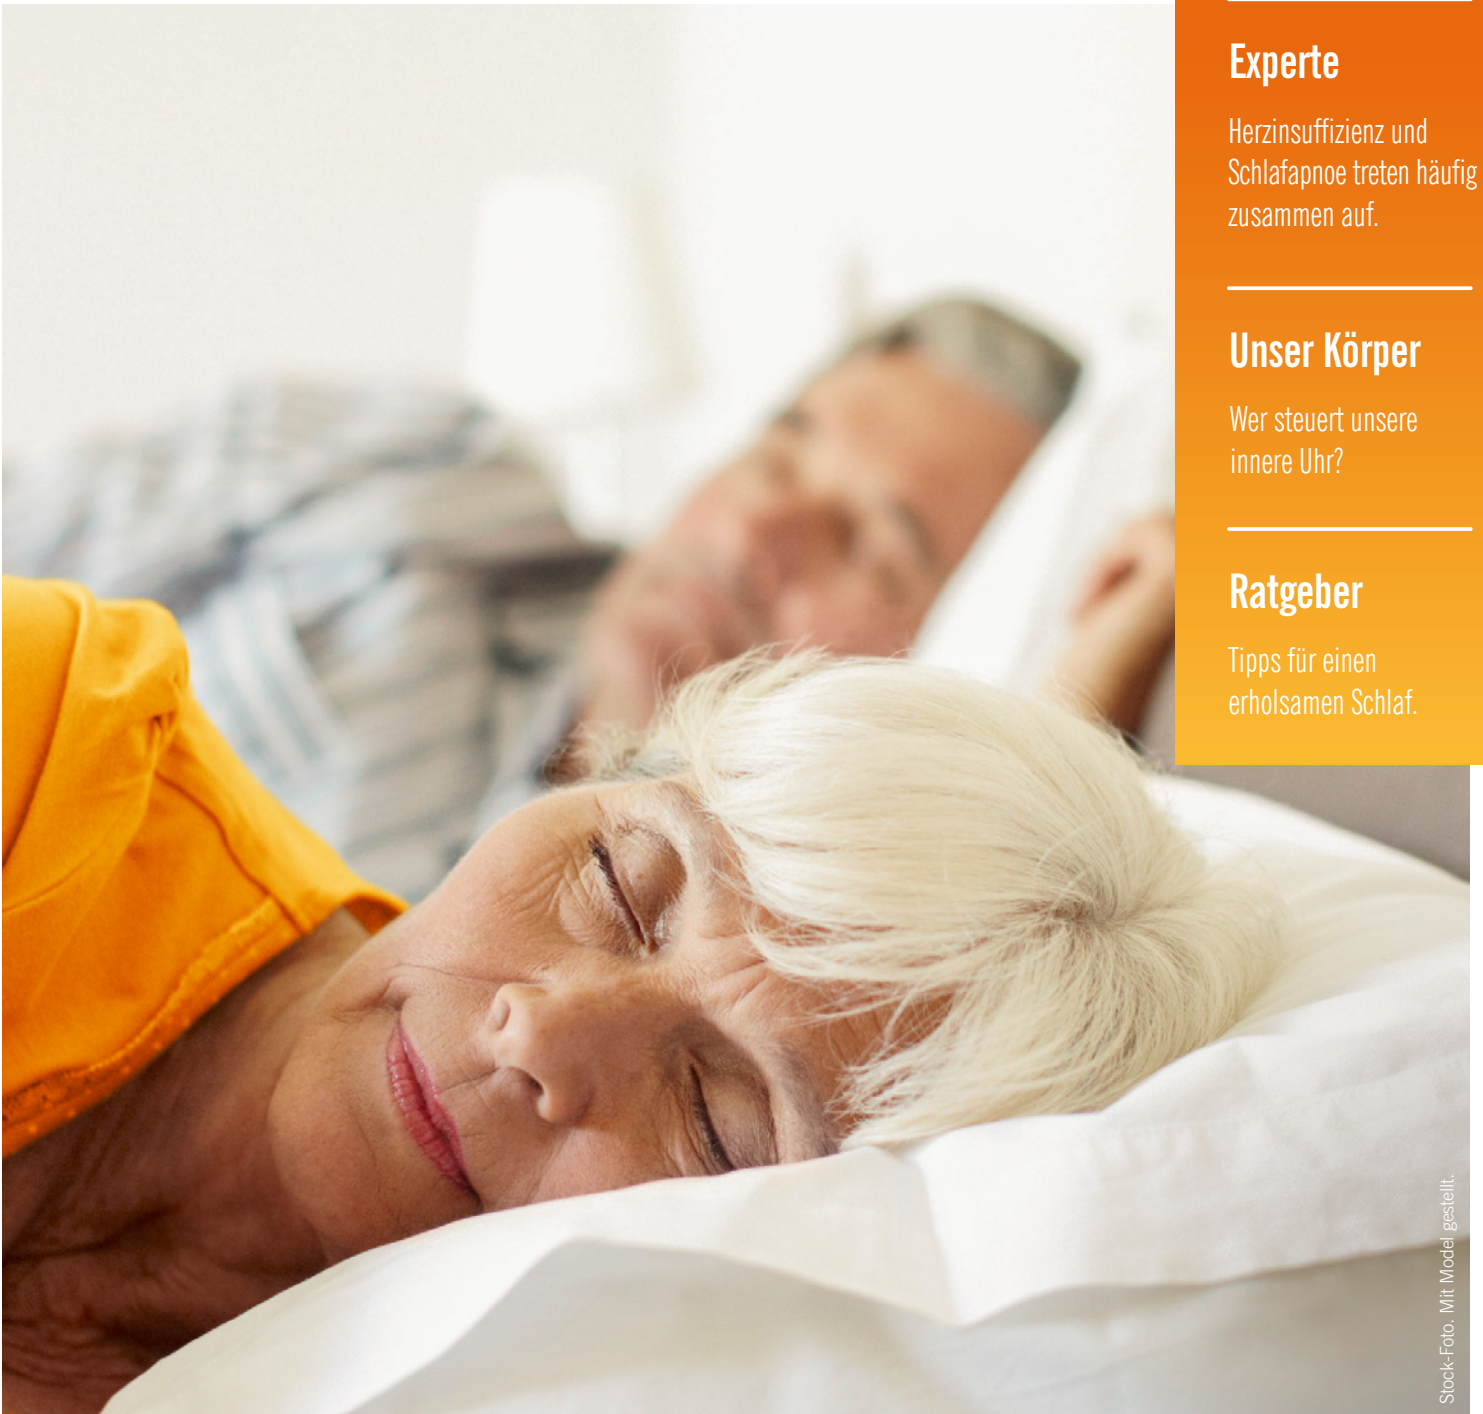 Experte
Herzinsuffizienz und
Schlafapnoe treten häufig
zusammen auf.
Unser Körper
Wer steuert unsere
innere Uhr?
Ratgeber
Tipps für einen
erholsamen Schlaf.
Stock-Foto. Mit Model gestellt.